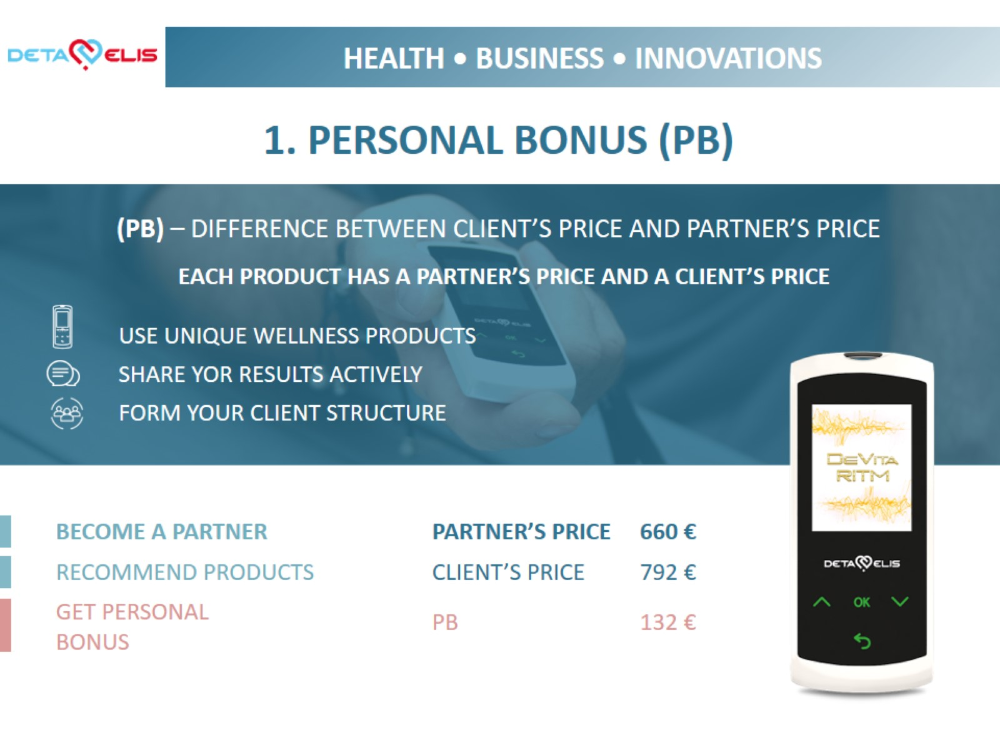 DETA ELIS
HEALTH • BUSINESS • INNOVATIONS
1. PERSONAL BONUS (PB)
(PB) – DIFFERENCE BETWEEN CLIENT’S PRICE AND PARTNER’S PRICE
EACH PRODUCT HAS A PARTNER’S PRICE AND A CLIENT’S PRICE
USE UNIQUE WELLNESS PRODUCTS
SHARE YOR RESULTS ACTIVELY
FORM YOUR CLIENT STRUCTURE
DETA ELIS
OK
BECOME A PARTNER PARTNER’S PRICE 660 €
RECOMMEND PRODUCTS CLIENT’S PRICE 792 €
GET PERSONAL
BONUS PB 132 €
DEVITA
RITM
DETA ELIS
OK